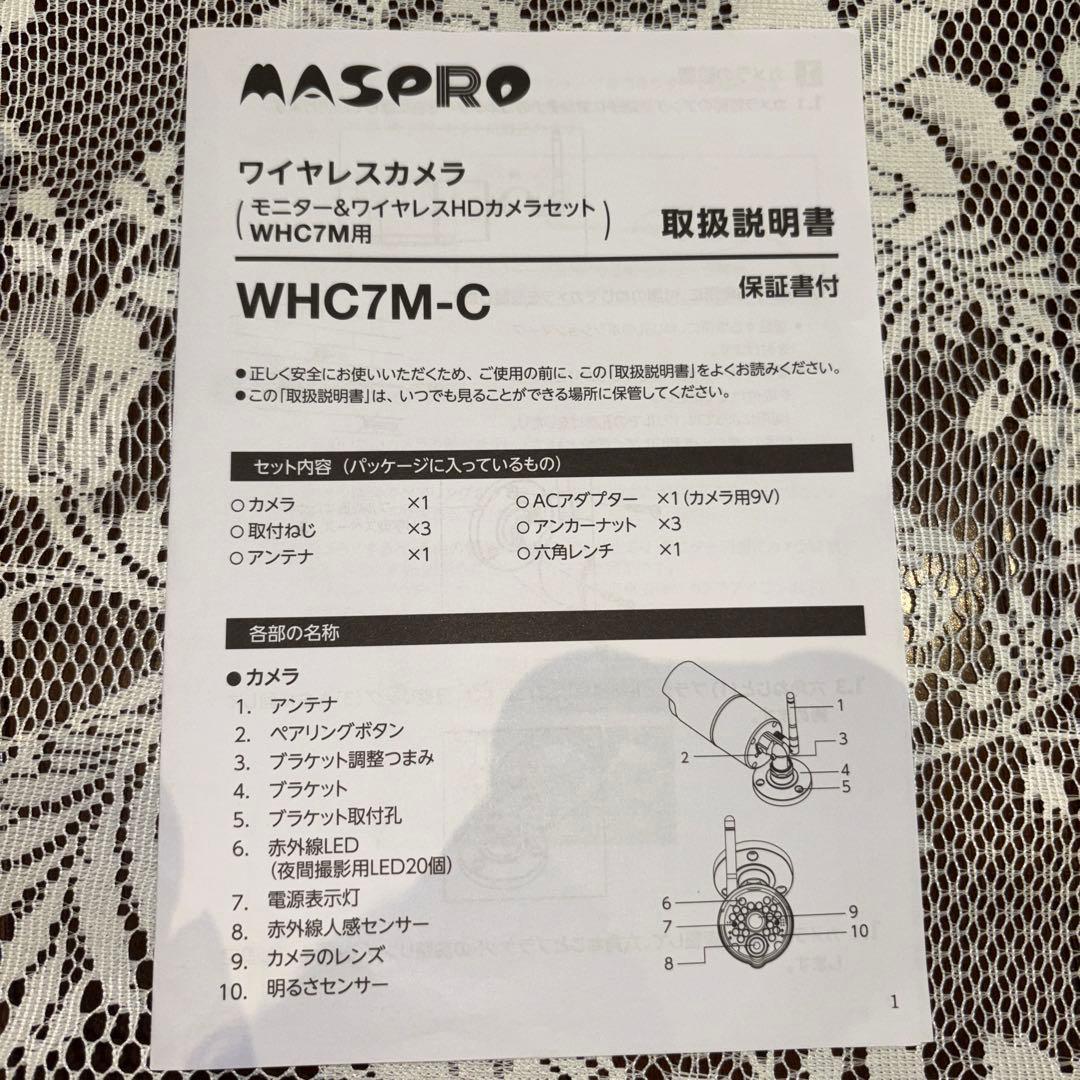 MASPRO
ワイヤレスカメラ
(モニター&ワイヤレスHDカメラセット
WHC7M用)
取扱説明書
WHC7M-C
保証書付
●正しく安全にお使いいただくため、ご使用の前に、この「取扱説明書」をよくお読みください。
●この「取扱説明書」は、いつでも見ることができる場所に保管してください。
セット内容（パッケージに入っているもの）
○カメラ ×1
○取付ねじ ×3
○アンテナ ×1
○ACアダプター ×1（カメラ用9V）
○アンカーナット ×3
○六角レンチ ×1
各部の名称
●カメラ
1. アンテナ
2. ペアリングボタン
3. ブラケット調整つまみ
4. ブラケット
5. ブラケット取付孔
6. 赤外線LED
（夜間撮影用LED20個）
7. 電源表示灯
8. 赤外線人感センサー
9. カメラのレンズ
10. 明るさセンサー
1
2
3
4
5
6
7
8
9
10
1